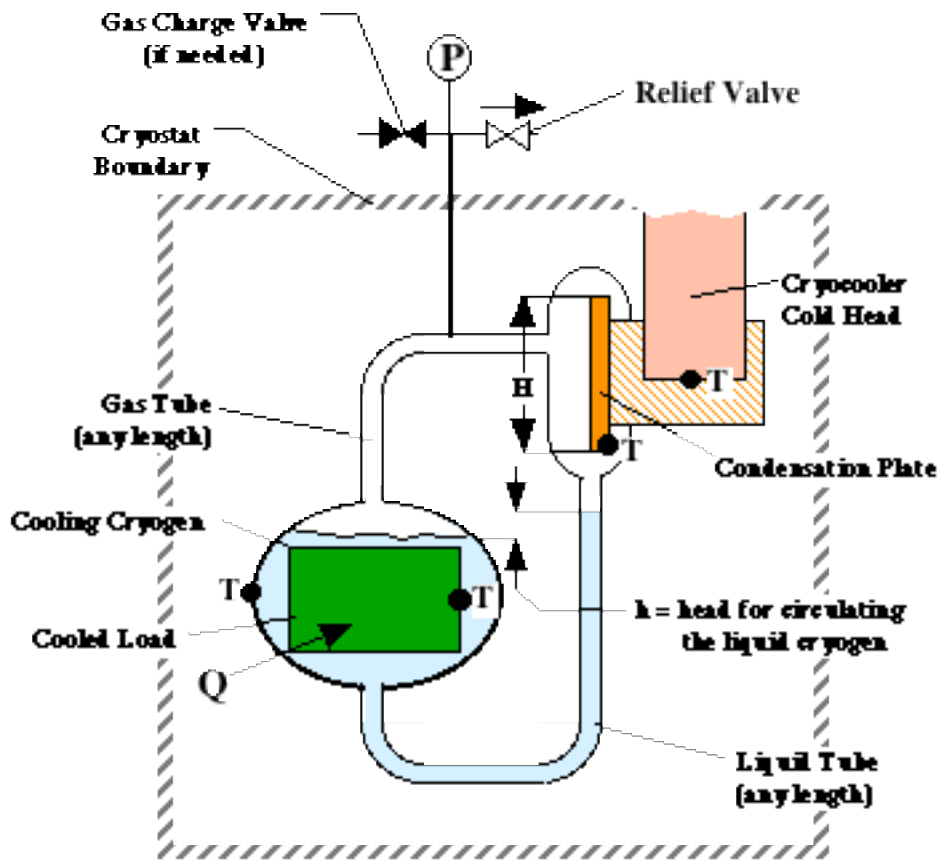 Gas Charge Valve
(if needed)
P
Relief Valve
Cryostat
Boundary
Cryocooler
Cold Head
H
T
Gas Tube
(any length)
T
Condensation Plate
Cooling Cryogen
T
T
h = head for circulating
the liquid cryogen
Cooled Load
Q
Liquil Tube
(any length)